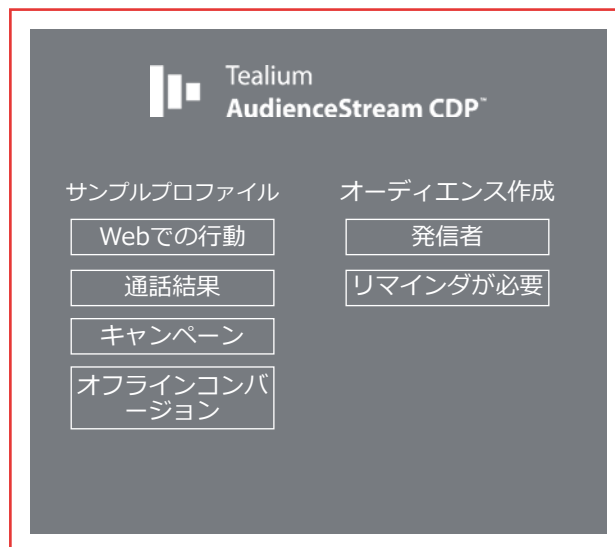 Tealium
AudienceStream CDP™
サンプルプロファイル
Webでの行動
通話結果
キャンペーン
オフラインコンバ
ージョン
オーディエンス作成
発信者
リマインダが必要